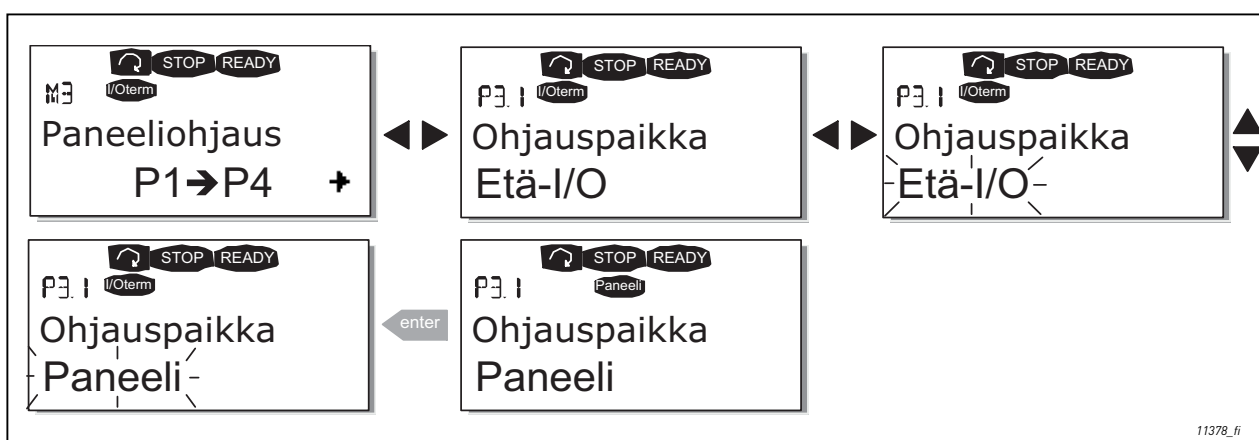 STOP READY
M3 I/Oterm
Paneeliohjaus
P1➔P4
STOP READY
P3.1 I/Oterm
Ohjauspaikka
Etä-I/O
STOP READY
P3.1 I/Oterm
Ohjauspaikka
Etä-I/O
STOP READY
P3.1 I/Oterm
Ohjauspaikka
Paneeli
enter
STOP READY
P3.1 Paneeli
Ohjauspaikka
Paneeli
11378_fi